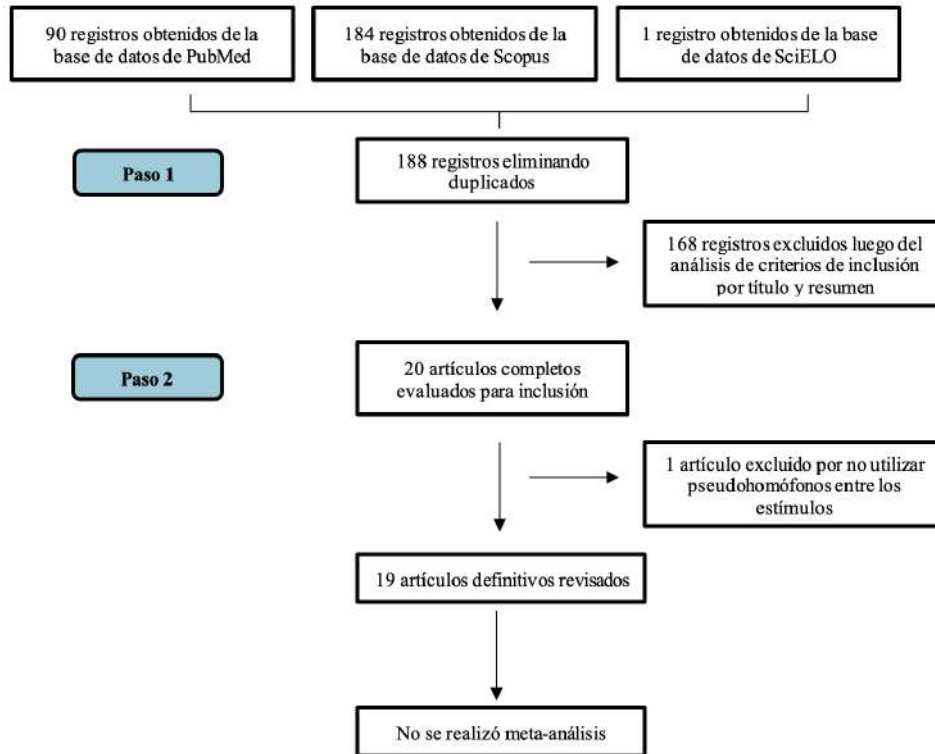 90 registros obtenidos de la
base de datos de PubMed
184 registros obtenidos de la
base de datos de Scopus
1 registro obtenidos de la base
de datos de SciELO
Paso 1
188 registros eliminando
duplicados
168 registros excluidos luego del
análisis de criterios de inclusión
por título y resumen
Paso 2
20 artículos completos
evaluados para inclusión
1 artículo excluido por no utilizar
pseudohomófonos entre los
estímulos
19 artículos definitivos revisados
No se realizó meta-análisis